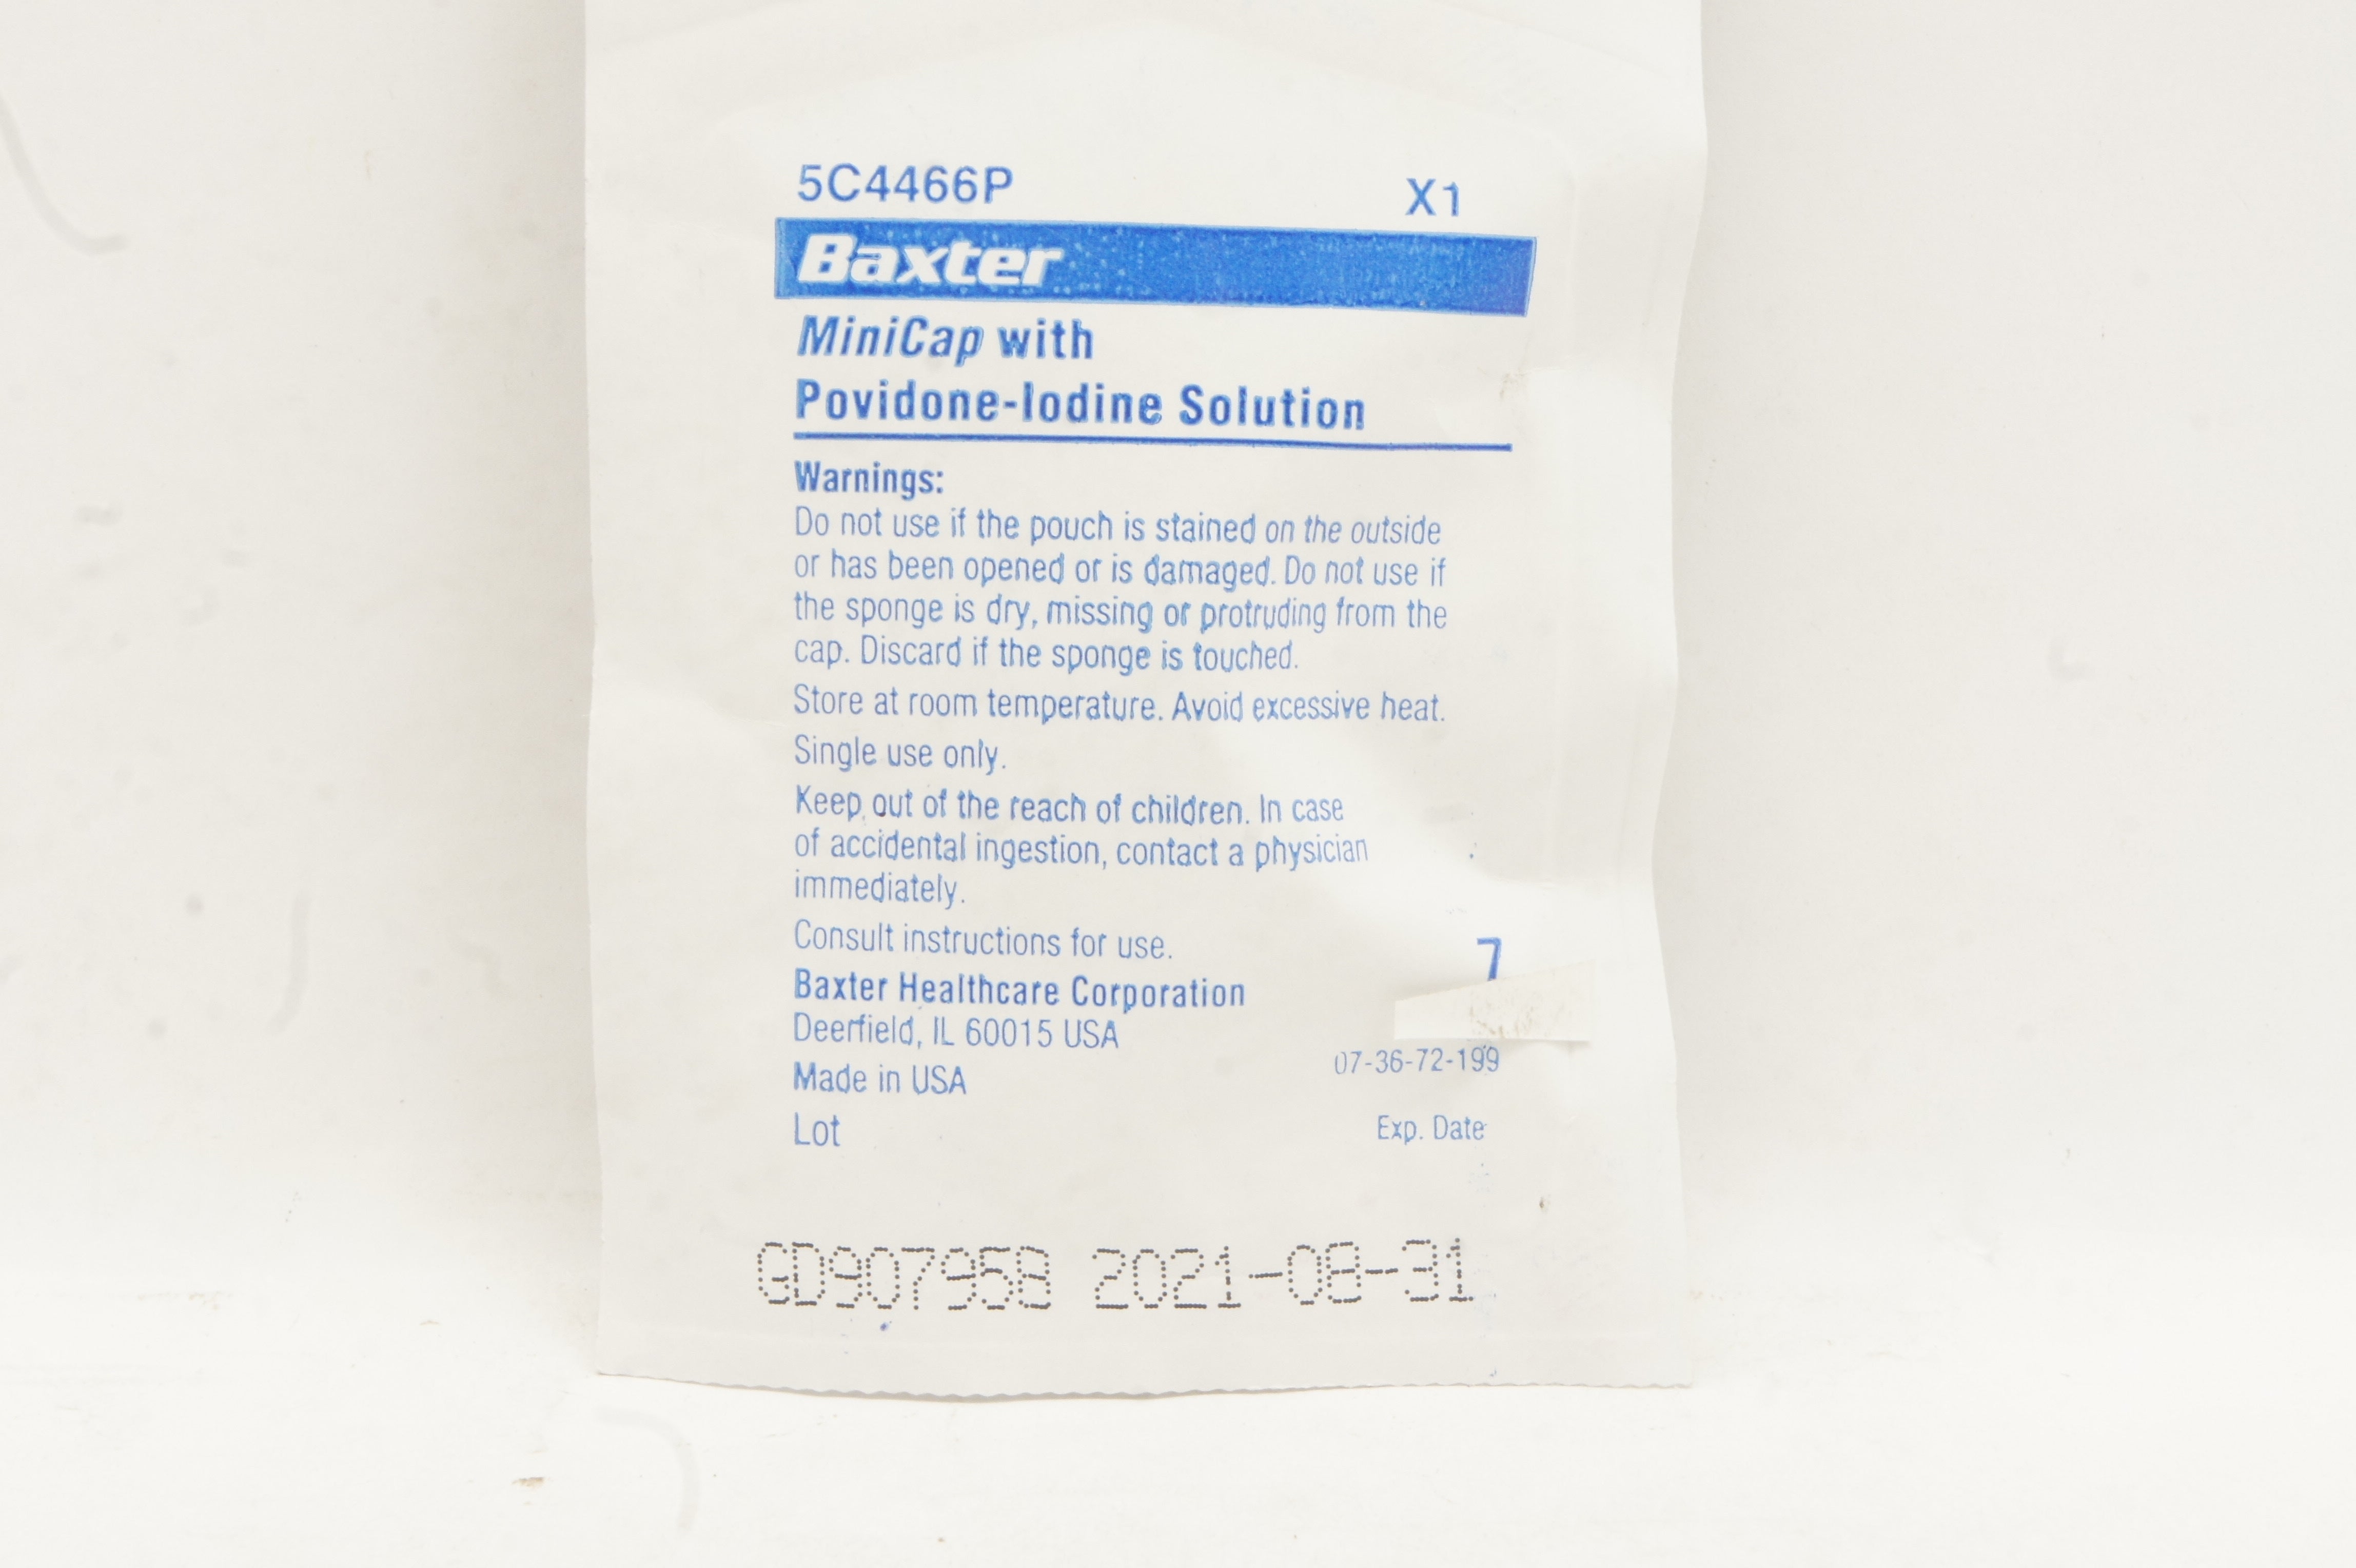 5C4466P X1
Baxter
MiniCap with
Povidone-Iodine Solution
Warnings:
Do not use if the pouch is stained on the outside
or has been opened or is damaged. Do not use if
the sponge is dry, missing or protruding from the
cap. Discard if the sponge is touched.
Store at room temperature. Avoid excessive heat.
Single use only.
Keep out of the reach of children. In case
of accidental ingestion, contact a physician
immediately.
Consult instructions for use.
7
Baxter Healthcare Corporation
Deerfield, IL 60015 USA
07-36-72-199
Made in USA
Lot Exp. Date
GD907958 2021-08-31